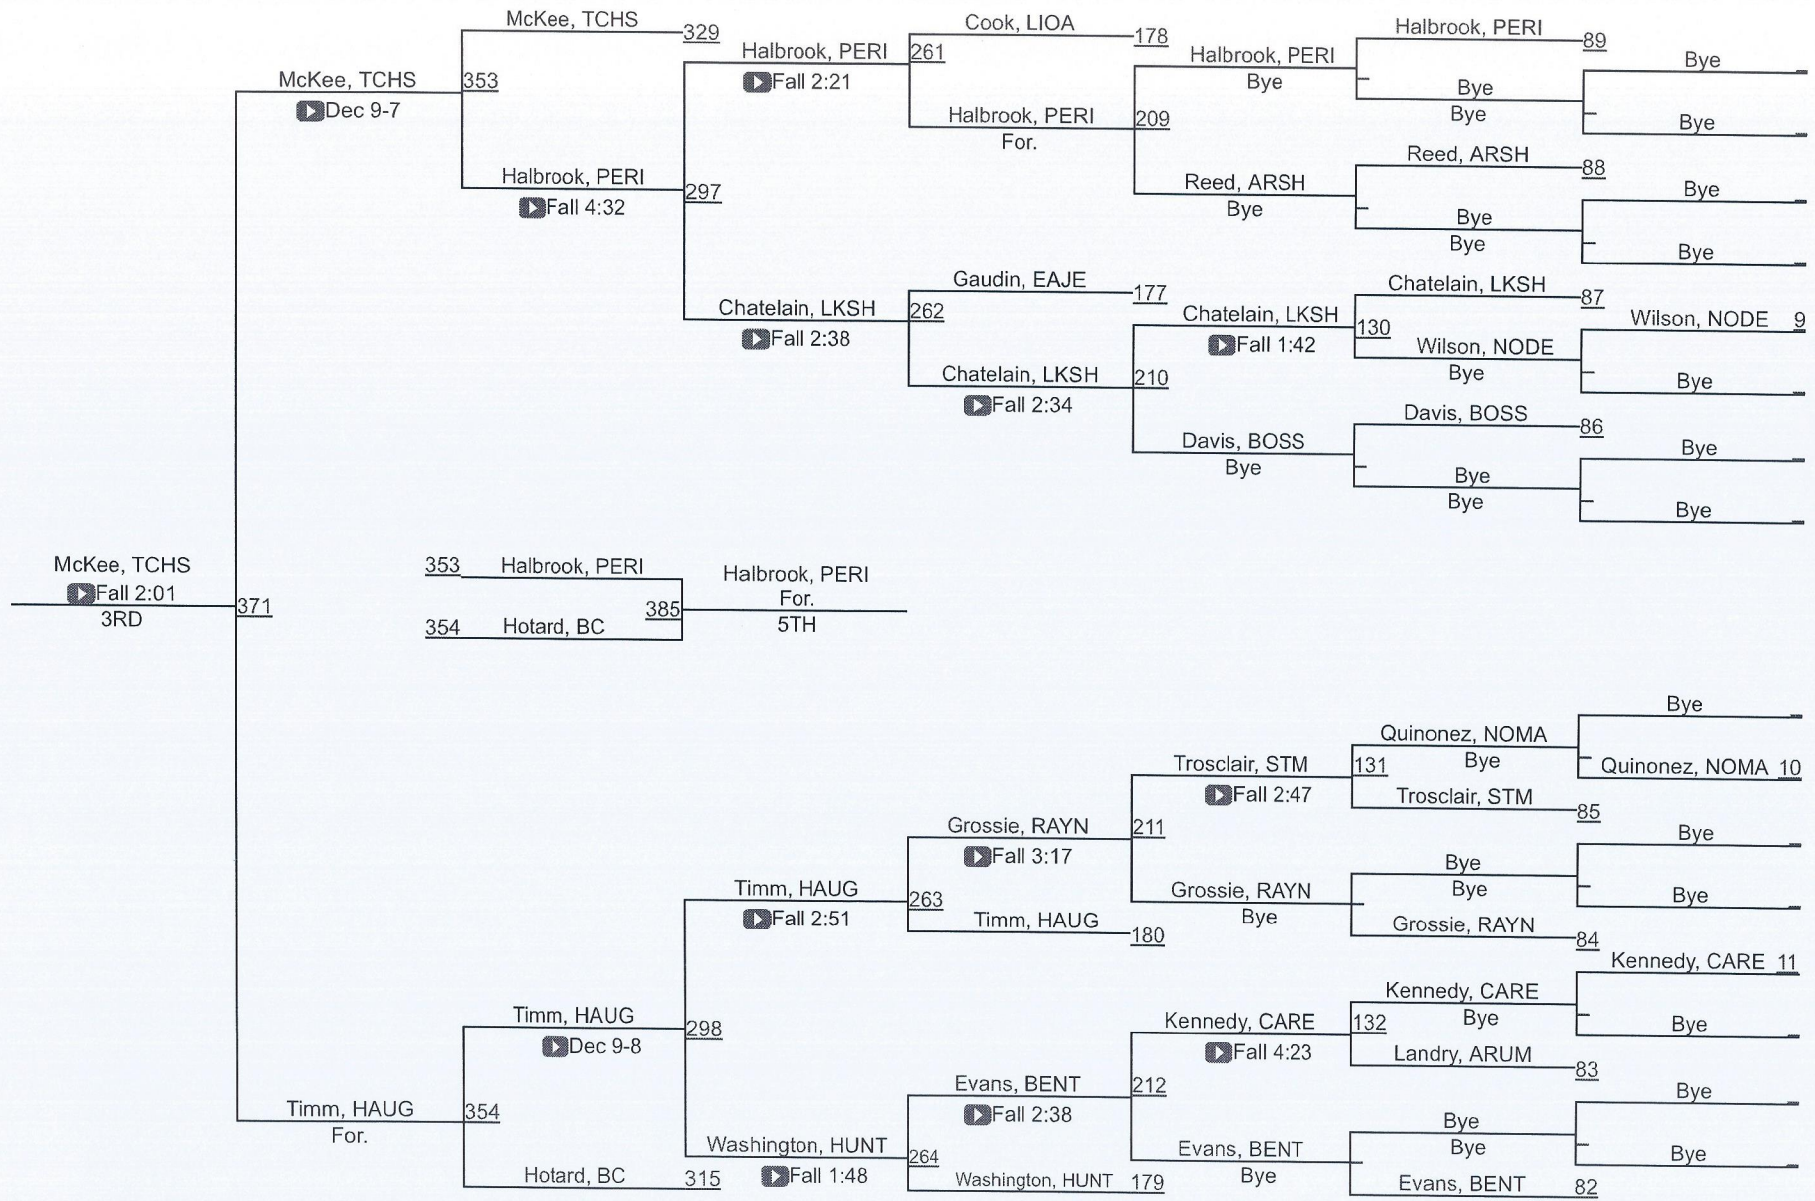 McKee, TCHS
329
McKee, TCHS
353
Dec 9-7
Halbrook, PERI
Fall 4:32
297
Halbrook, PERI
261
Fall 2:21
Cook, LIOA
178
Halbrook, PERI
209
For.
Halbrook, PERI
Bye
Halbrook, PERI
89
Bye
Bye
Bye
Bye
Reed, ARSH
Bye
Reed, ARSH
88
Bye
Bye
Bye
Bye
Chatelain, LKSH
262
Fall 2:38
Gaudin, EAJE
177
Chatelain, LKSH
210
Fall 2:34
Chatelain, LKSH
130
Fall 1:42
Chatelain, LKSH
87
Wilson, NODE
Bye
Wilson, NODE 9
Bye
Davis, BOSS
Bye
Davis, BOSS
86
Bye
Bye
Bye
Bye
McKee, TCHS
Fall 2:01
3RD
371
353 Halbrook, PERI
354 Hotard, BC
385
Halbrook, PERI
For.
5TH
Bye
Quinonez, NOMA
Bye
Quinonez, NOMA 10
Trosclair, STM
131
Fall 2:47
Trosclair, STM
85
Grossie, RAYN
211
Fall 3:17
Grossie, RAYN
Bye
Bye
Bye
Bye
Bye
Grossie, RAYN
84
Timm, HAUG
263
Fall 2:51
Timm, HAUG
180
Timm, HAUG
298
Dec 9-8
Kennedy, CARE 11
Kennedy, CARE
Bye
Bye
Kennedy, CARE
132
Fall 4:23
Landry, ARUM
83
Evans, BENT
212
Fall 2:38
Evans, BENT
Bye
Bye
Bye
Bye
Bye
Evans, BENT
82
Timm, HAUG
354
For.
Hotard, BC
315
Washington, HUNT
264
Fall 1:48
Washington, HUNT
179